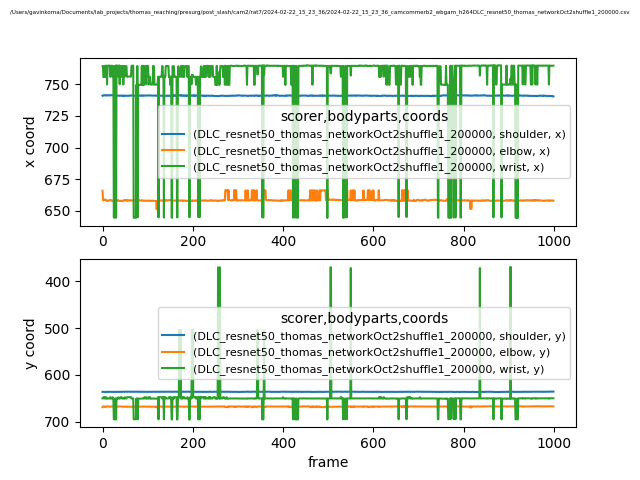 /Users/gavinkoma/Documents/lab_projects/thomas_reaching/presurg/post_slash/cam2/rat7/2024-02-22_15_23_36/2024-02-22_15_23_36_camcommerb2_wbgam_h264DLC_resnet50_thomas_networkOct2shuffle1_200000.csv
750
725
700
675
650
x coord
scorer,bodyparts,coords
(DLC_resnet50_thomas_networkOct2shuffle1_200000, shoulder, x)
(DLC_resnet50_thomas_networkOct2shuffle1_200000, elbow, x)
(DLC_resnet50_thomas_networkOct2shuffle1_200000, wrist, x)
0 200 400 600 800 1000
400
500
600
700
y coord
scorer,bodyparts,coords
(DLC_resnet50_thomas_networkOct2shuffle1_200000, shoulder, y)
(DLC_resnet50_thomas_networkOct2shuffle1_200000, elbow, y)
(DLC_resnet50_thomas_networkOct2shuffle1_200000, wrist, y)
0 200 400 600 800 1000
frame